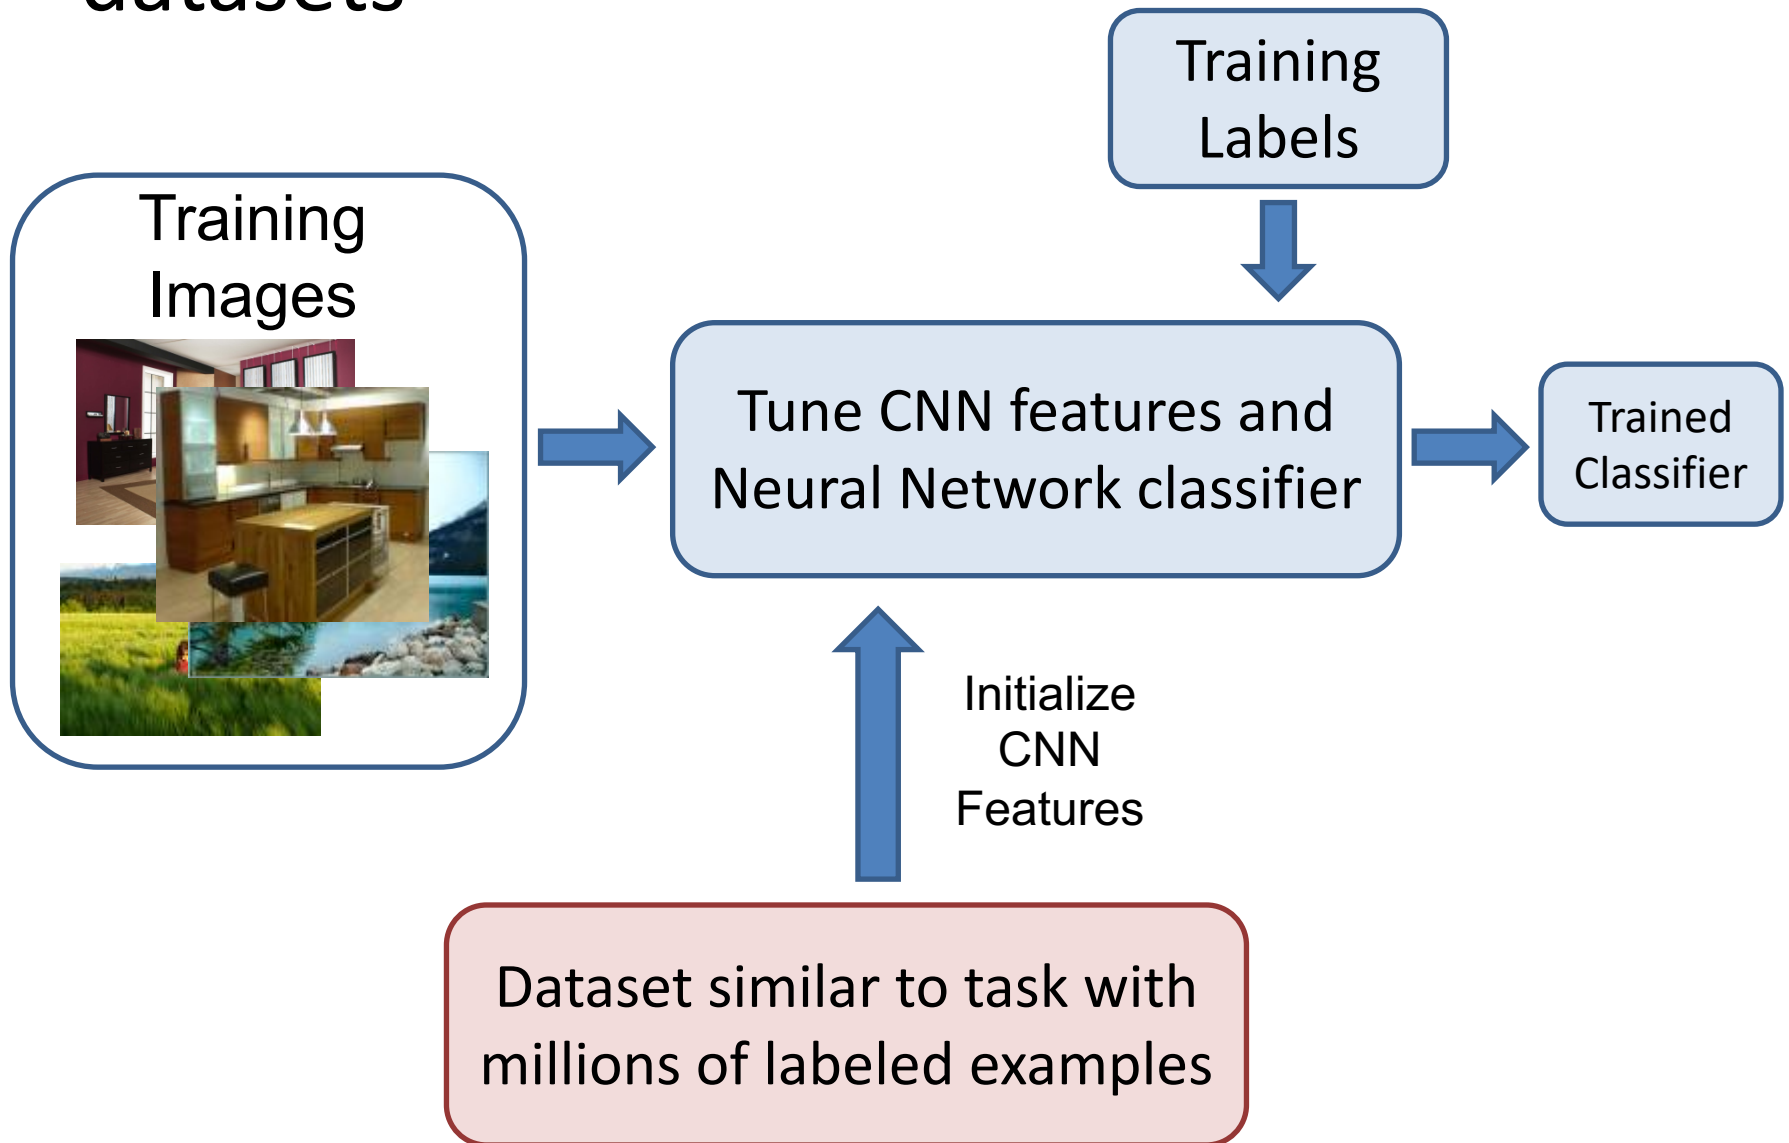 datasets
Training
Labels
Training
Images
Tune CNN features and
Neural Network classifier
Trained
Classifier
Initialize
CNN
Features
Dataset similar to task with
millions of labeled examples